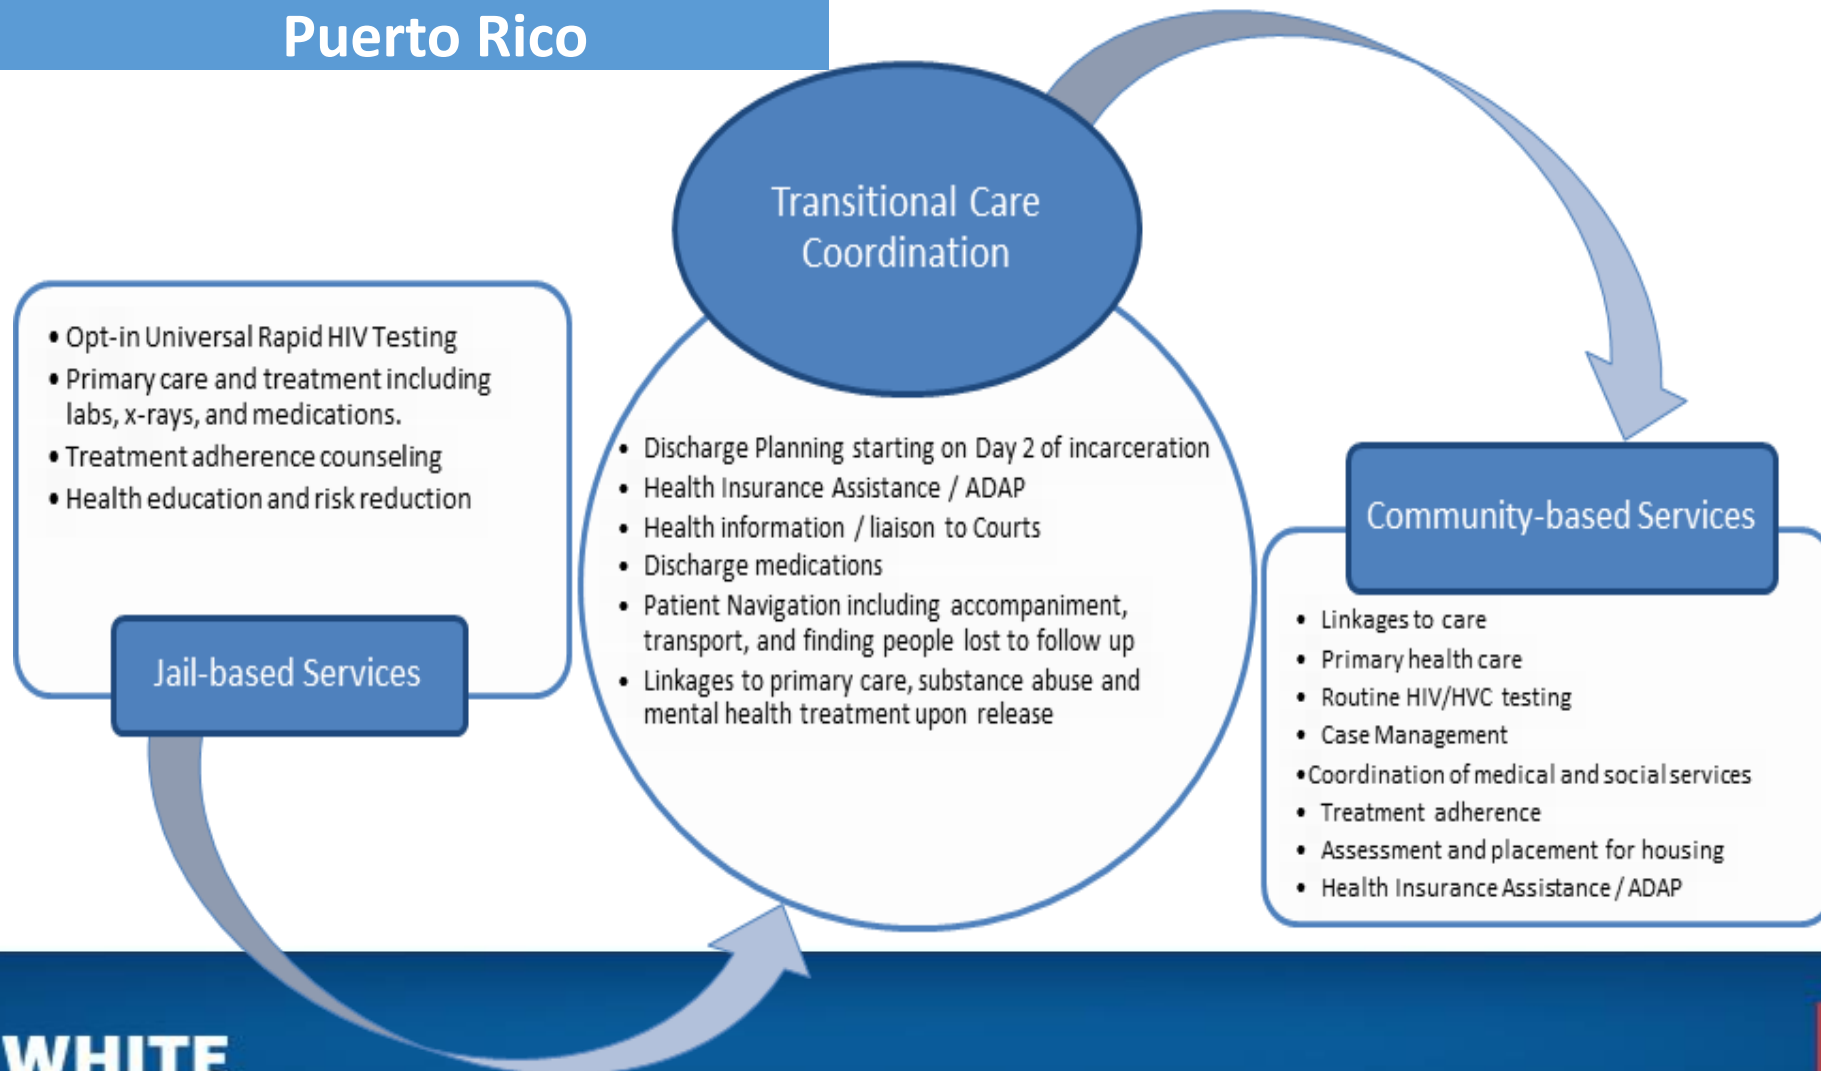 Puerto Rico
Transitional Care
Coordination
• Opt-in Universal Rapid HIV Testing
• Primary care and treatment including
labs, x-rays, and medications.
• Treatment adherence counseling
• Health education and risk reduction
Jail-based Services
• Discharge Planning starting on Day 2 of incarceration
• Health Insurance Assistance / ADAP
• Health information / liaison to Courts
• Discharge medications
• Patient Navigation including accompaniment,
transport, and finding people lost to follow up
• Linkages to primary care, substance abuse and
mental health treatment upon release
Community-based Services
• Linkages to care
• Primary health care
• Routine HIV/HVC testing
• Case Management
•Coordination of medical and social services
• Treatment adherence
• Assessment and placement for housing
• Health Insurance Assistance / ADAP
WHITE